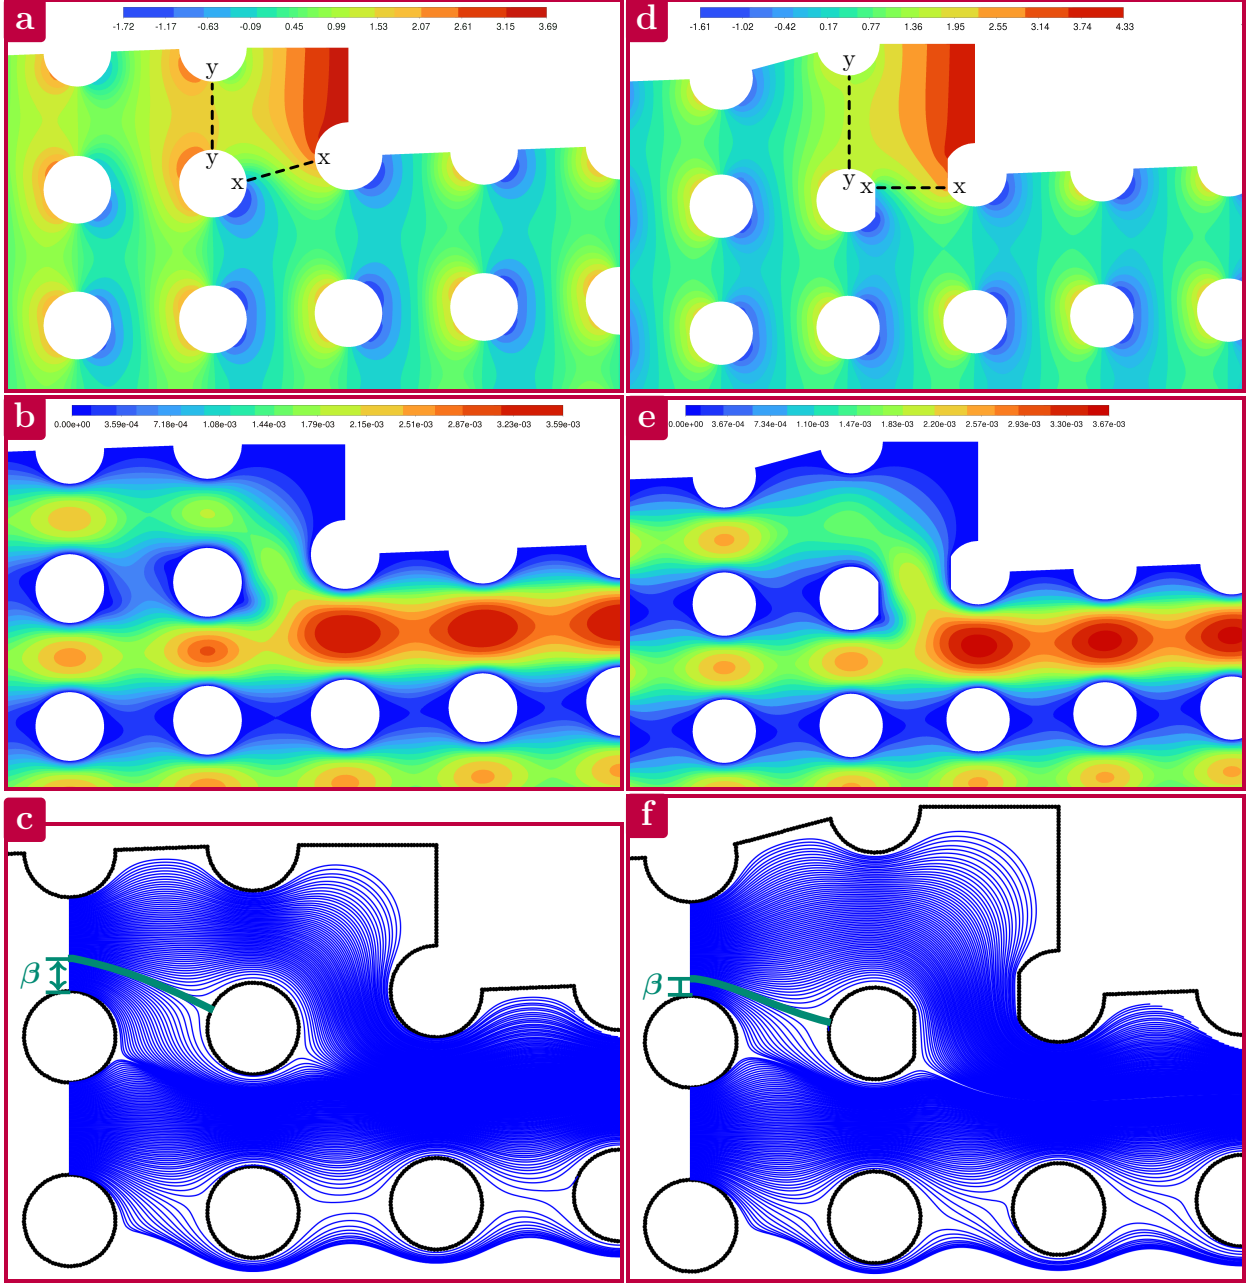 a
-1.72 -1.17 -0.63 -0.09 0.45 0.99 1.53 2.07 2.61 3.15 3.69
y
y
x
x
d
-1.61 -1.02 -0.42 0.17 0.77 1.36 1.95 2.55 3.14 3.74 4.33
y
y
x
x
b
0.00e+00 3.59e-04 7.18e-04 1.08e-03 1.44e-03 1.79e-03 2.15e-03 2.51e-03 2.87e-03 3.23e-03 3.59e-03
e
0.00e+00 3.67e-04 7.34e-04 1.10e-03 1.47e-03 1.83e-03 2.20e-03 2.57e-03 2.93e-03 3.30e-03 3.67e-03
c
β
f
β